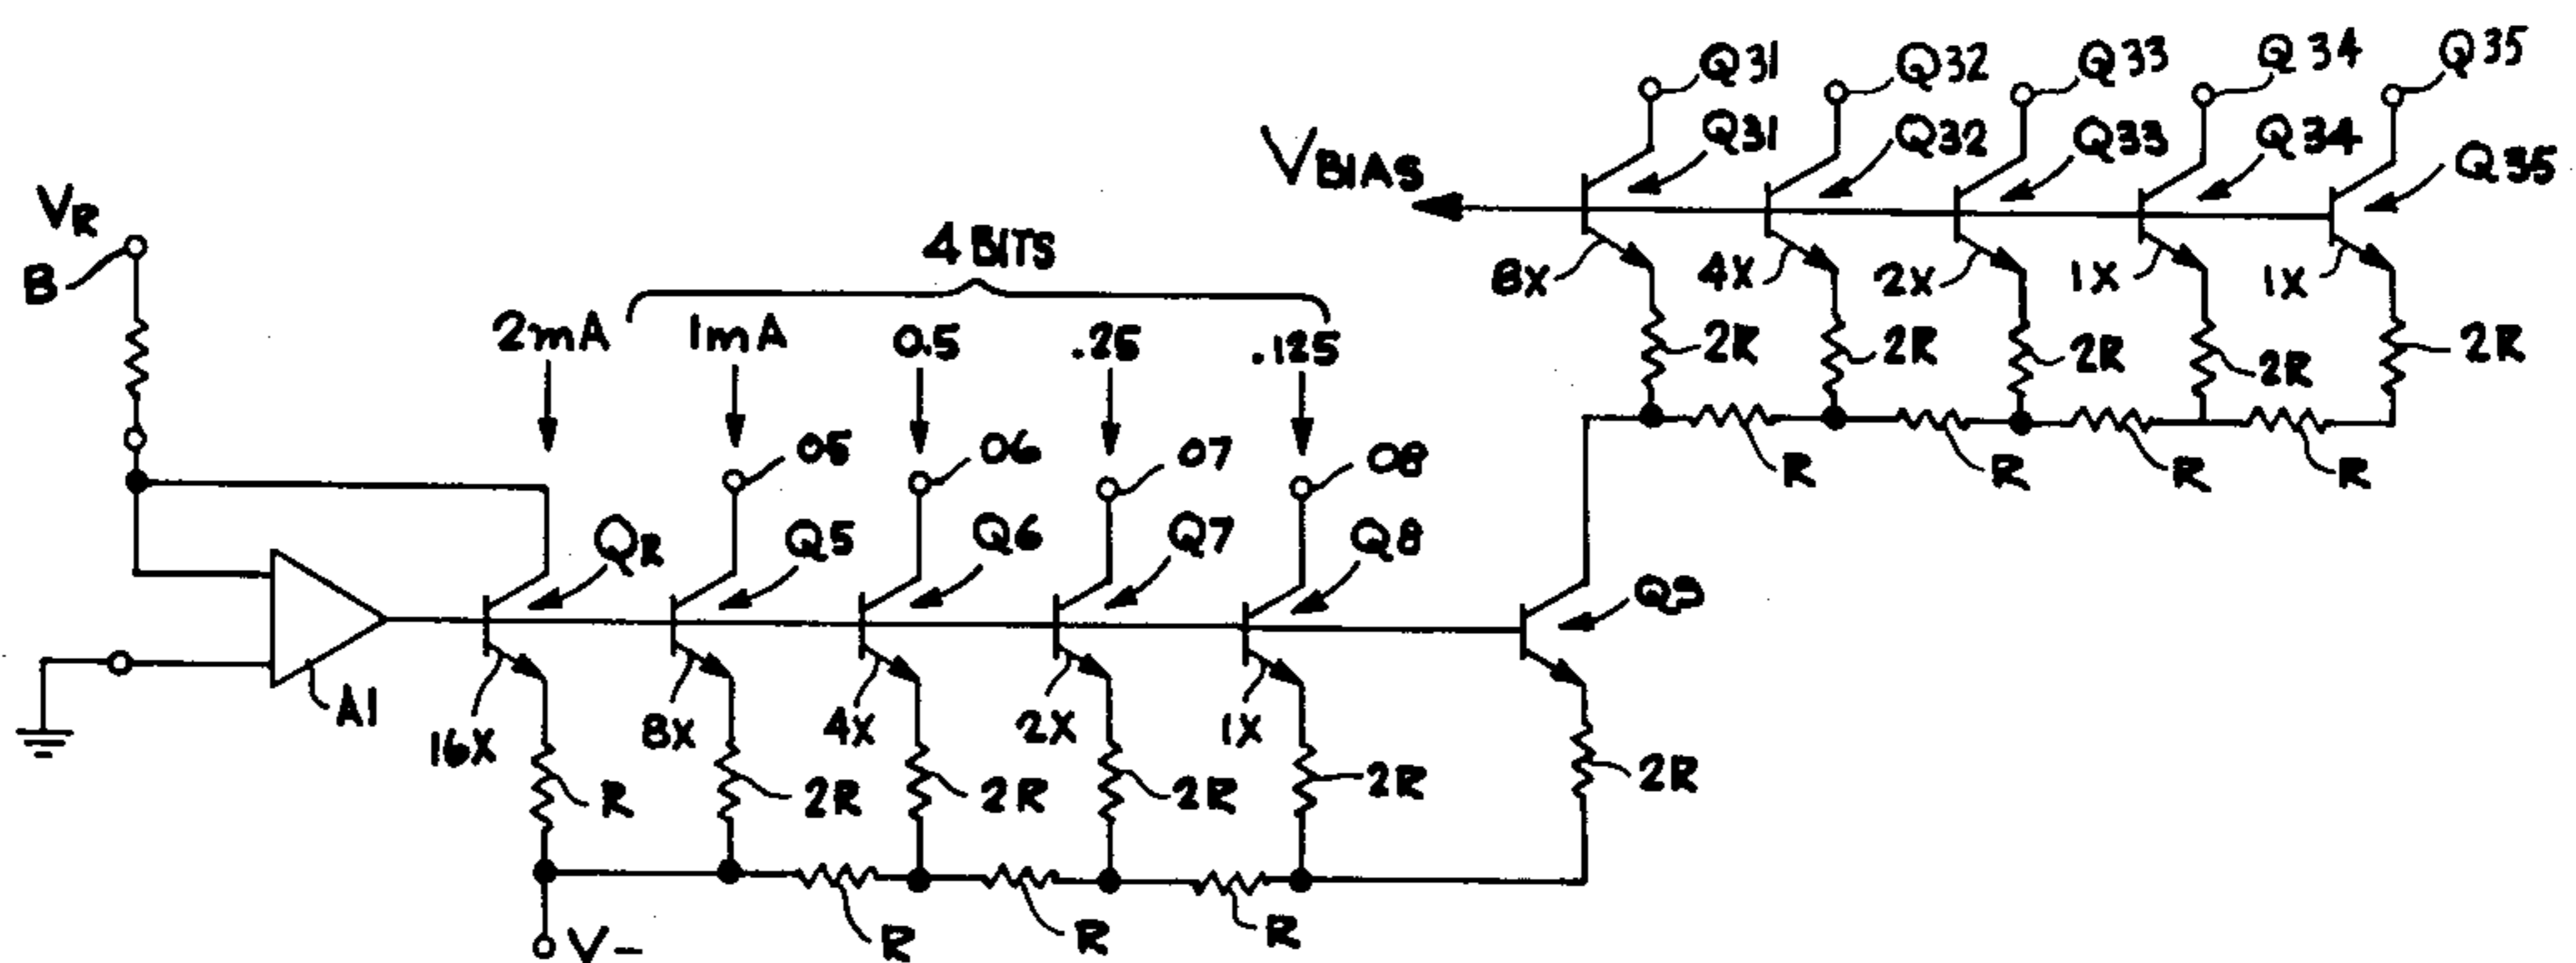 Q31 Q32 Q33 Q34 Q35
VBIAS Q31 Q32 Q33 Q34 Q35
8X 4X 2X 1X 1X
2R 2R 2R 2R 2R
R R R R
VR
B
4 BITS
2mA 1mA 0.5 .25 .125
05 06 07 08
QR Q5 Q6 Q7 Q8 Q9
A1
16X 8X 4X 2X 1X
R 2R 2R 2R 2R 2R
R R R
V-